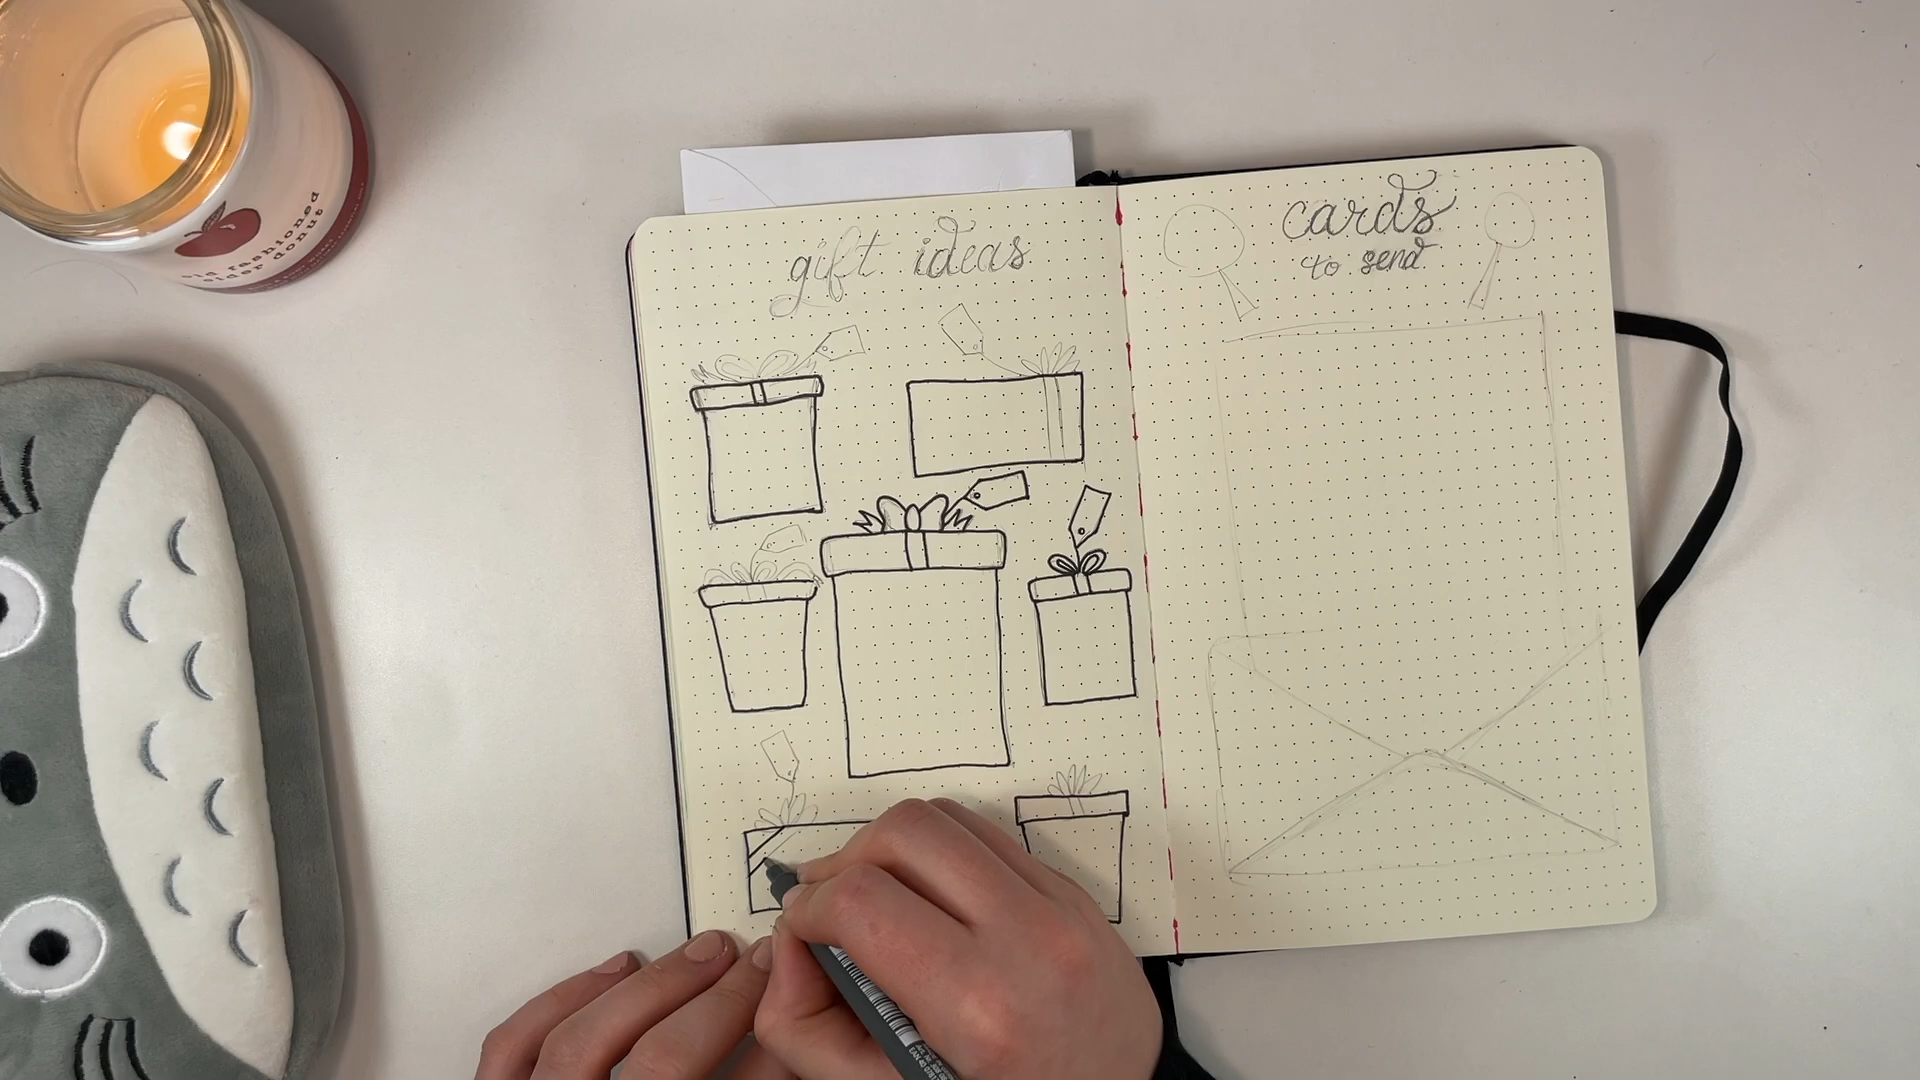 old fashioned
cider donut
gift ideas
cards
to send